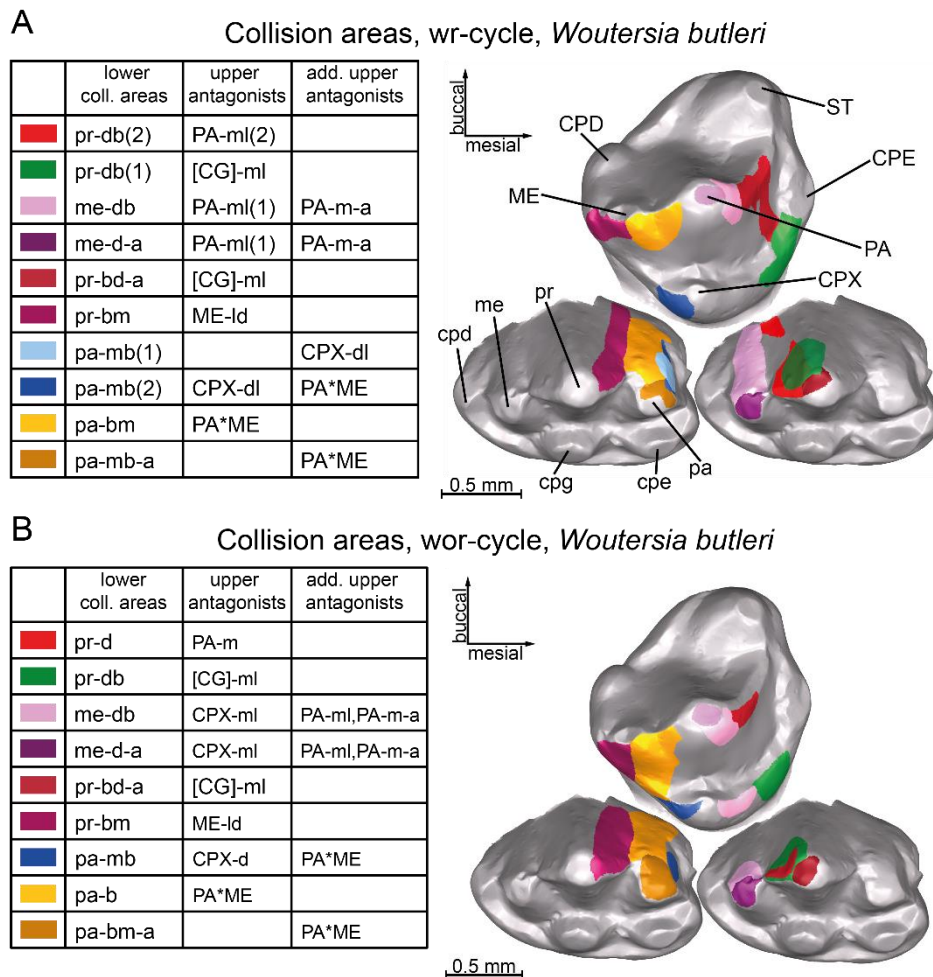 A
Collision areas, wr-cycle, Woutersia butleri
lower coll. areas | upper antagonists | add. upper antagonists
pr-db(2) | PA-ml(2)
pr-db(1) | [CG]-ml
me-db | PA-ml(1) | PA-m-a
me-d-a | PA-ml(1) | PA-m-a
pr-bd-a | [CG]-ml
pr-bm | ME-ld
pa-mb(1) | | CPX-dl
pa-mb(2) | CPX-dl | PA*ME
pa-bm | PA*ME
pa-mb-a | | PA*ME
buccal
mesial
ST
CPD
CPE
ME
PA
CPX
pr
me
cpd
pa
cpg
cpe
0.5 mm
B
Collision areas, wor-cycle, Woutersia butleri
lower coll. areas | upper antagonists | add. upper antagonists
pr-d | PA-m
pr-db | [CG]-ml
me-db | CPX-ml | PA-ml,PA-m-a
me-d-a | CPX-ml | PA-ml,PA-m-a
pr-bd-a | [CG]-ml
pr-bm | ME-ld
pa-mb | CPX-d | PA*ME
pa-b | PA*ME
pa-bm-a | | PA*ME
buccal
mesial
0.5 mm